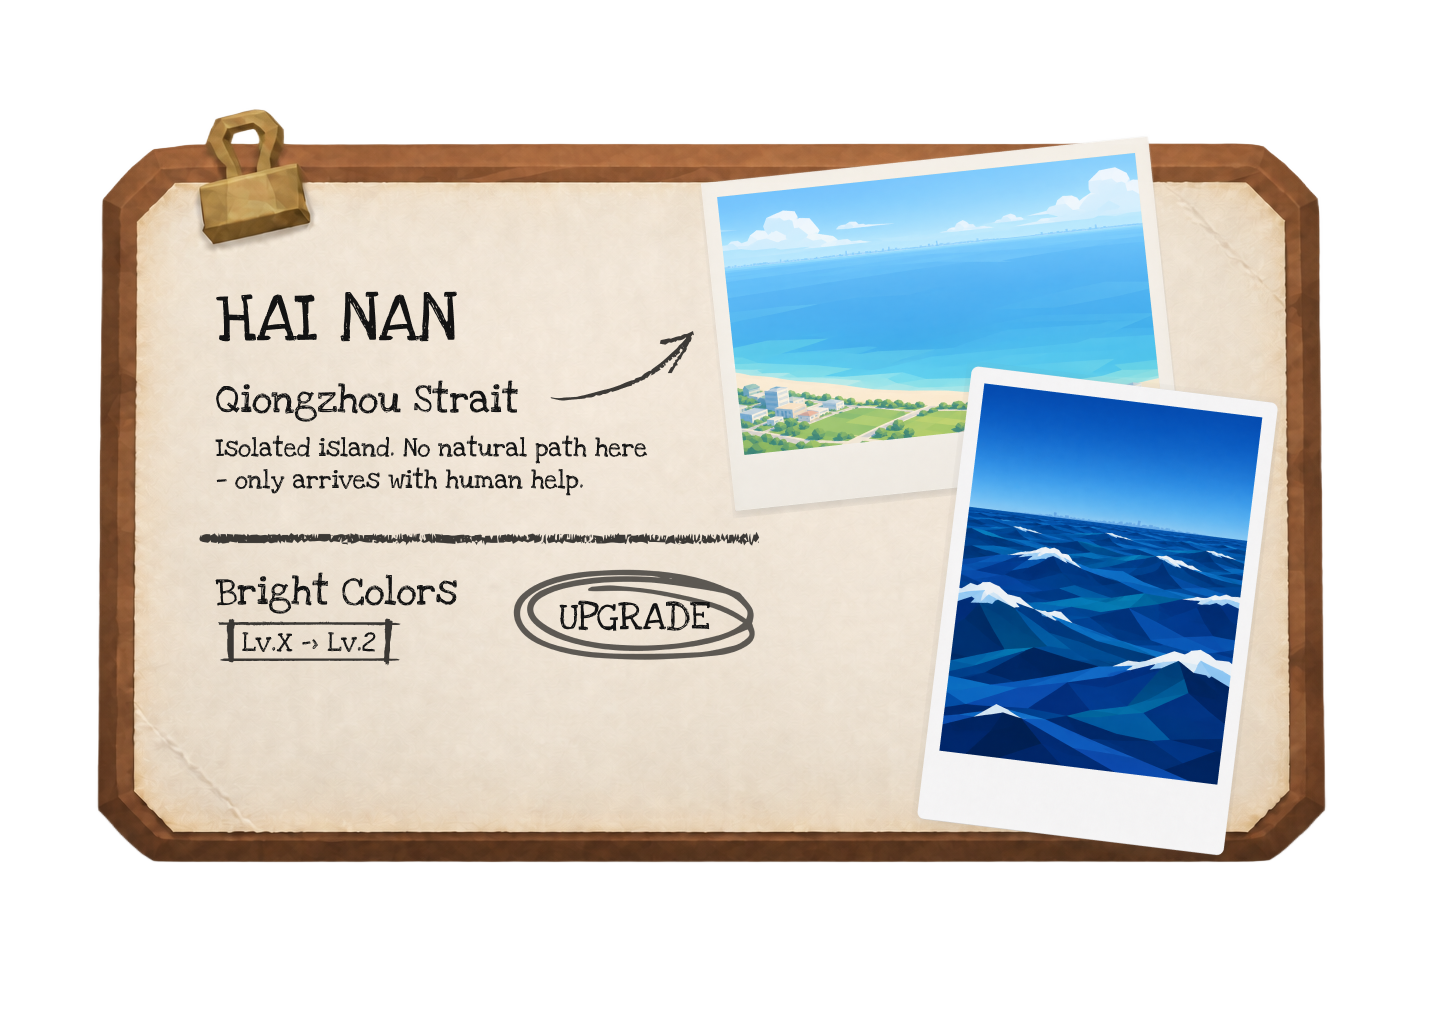 HAI NAN
Qiongzhou Strait
Isolated island. No natural path here
- only arrives with human help.
Bright Colors
Lv.X -> Lv.2
UPGRADE